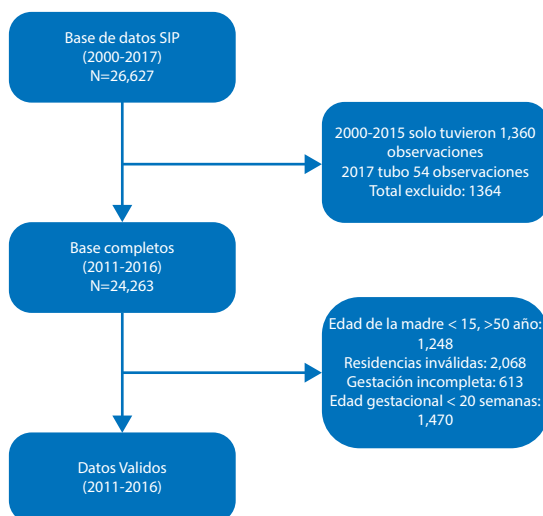 Base de datos SIP
(2000-2017)
N=26,627
2000-2015 solo tuvieron 1,360
observaciones
2017 tubo 54 observaciones
Total excluido: 1364
Base completos
(2011-2016)
N=24,263
Edad de la madre < 15, >50 año:
1,248
Residencias inválidas: 2,068
Gestación incompleta: 613
Edad gestacional < 20 semanas:
1,470
Datos Validos
(2011-2016)